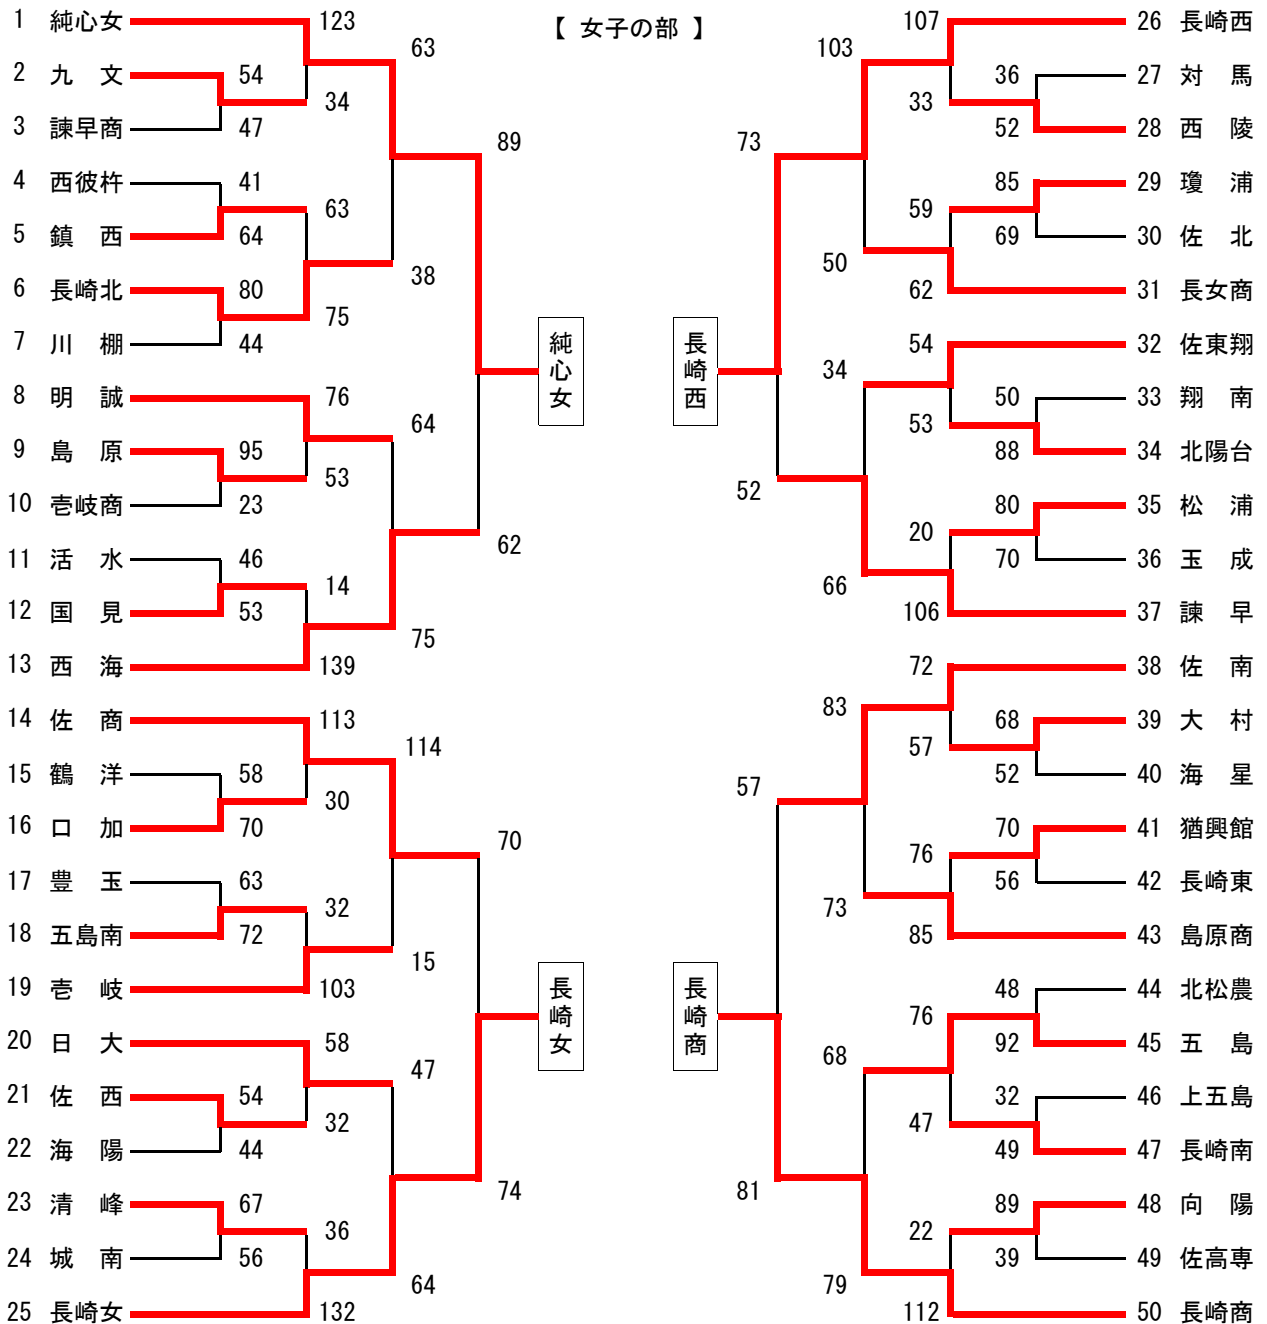 【 女子の部 】
1 純心女
2 九 文
3 諫早商
4 西彼杵
5 鎮 西
6 長崎北
7 川 棚
8 明 誠
9 島 原
10 壱岐商
11 活 水
12 国 見
13 西 海
14 佐 商
15 鶴 洋
16 口 加
17 豊 玉
18 五島南
19 壱 岐
20 日 大
21 佐 西
22 海 陽
23 清 峰
24 城 南
25 長崎女
54
47
41
64
80
44
95
23
46
53
58
70
63
72
54
44
67
56
123
34
63
75
76
53
14
139
113
30
32
103
58
32
36
132
63
38
64
75
114
15
47
64
89
62
70
74
純心女
長崎女
長崎西
長崎商
73
52
57
81
103
50
34
66
83
73
68
79
107
33
59
62
54
53
20
106
72
57
76
85
76
47
22
112
36
52
85
69
50
88
80
70
68
52
70
56
48
92
32
49
89
39
26 長崎西
27 対 馬
28 西 陵
29 瓊 浦
30 佐 北
31 長女商
32 佐東翔
33 翔 南
34 北陽台
35 松 浦
36 玉 成
37 諫 早
38 佐 南
39 大 村
40 海 星
41 猶興館
42 長崎東
43 島原商
44 北松農
45 五 島
46 上五島
47 長崎南
48 向 陽
49 佐高専
50 長崎商